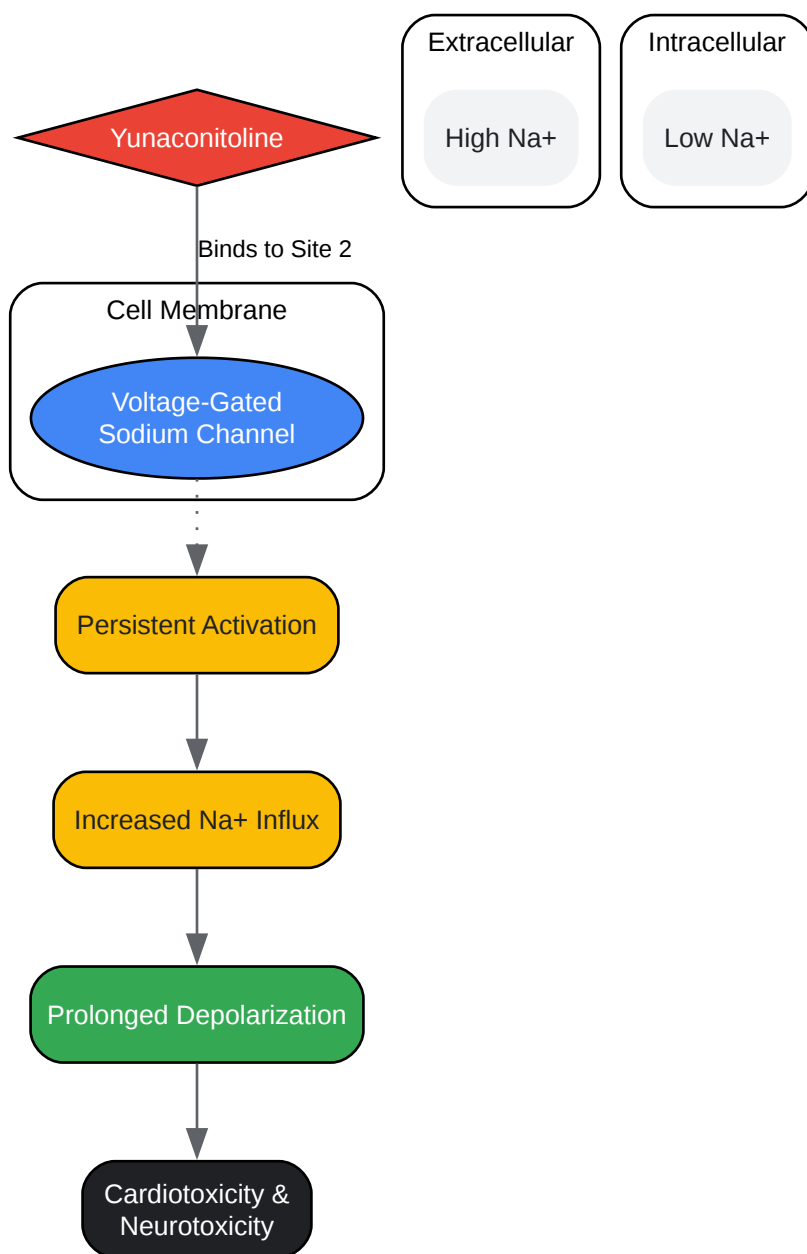 Extracellular
Intracellular
Yunaconitoline
High Na+
Low Na+
Binds to Site 2
Cell Membrane
Voltage-Gated
Sodium Channel
Persistent Activation
Increased Na+ Influx
Prolonged Depolarization
Cardiotoxicity &
Neurotoxicity